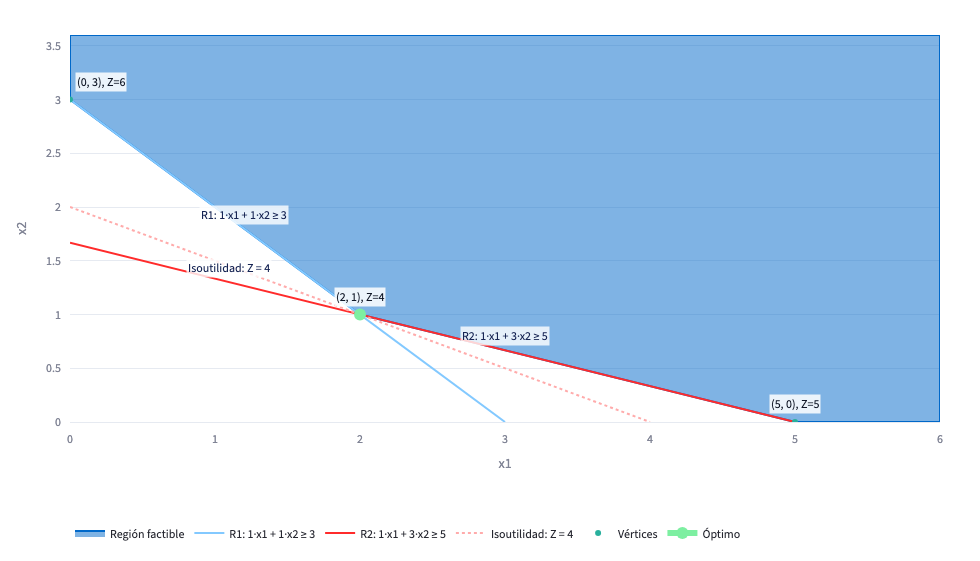 3.5
(0, 3), Z=6
3
2.5
2
R1: 1·x1 + 1·x2 ≥ 3
x2
1.5
Isoutilidad: Z = 4
(2, 1), Z=4
1
R2: 1·x1 + 3·x2 ≥ 5
0.5
(5, 0), Z=5
0
0 1 2 3 4 5 6
x1
Región factible R1: 1·x1 + 1·x2 ≥ 3 R2: 1·x1 + 3·x2 ≥ 5 Isoutilidad: Z = 4 Vértices Óptimo